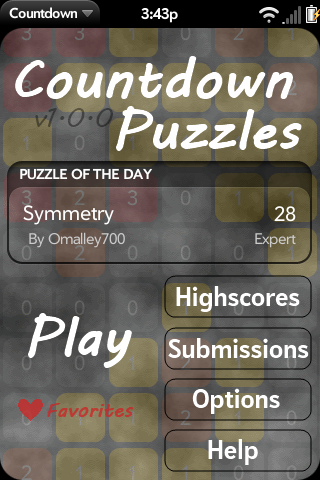 Countdown
3:43p
Countdown
v1.0.0
Puzzles
PUZZLE OF THE DAY
Symmetry 28
By Omalley700 Expert
Highscores
Play
Submissions
Options
Favorites
Help